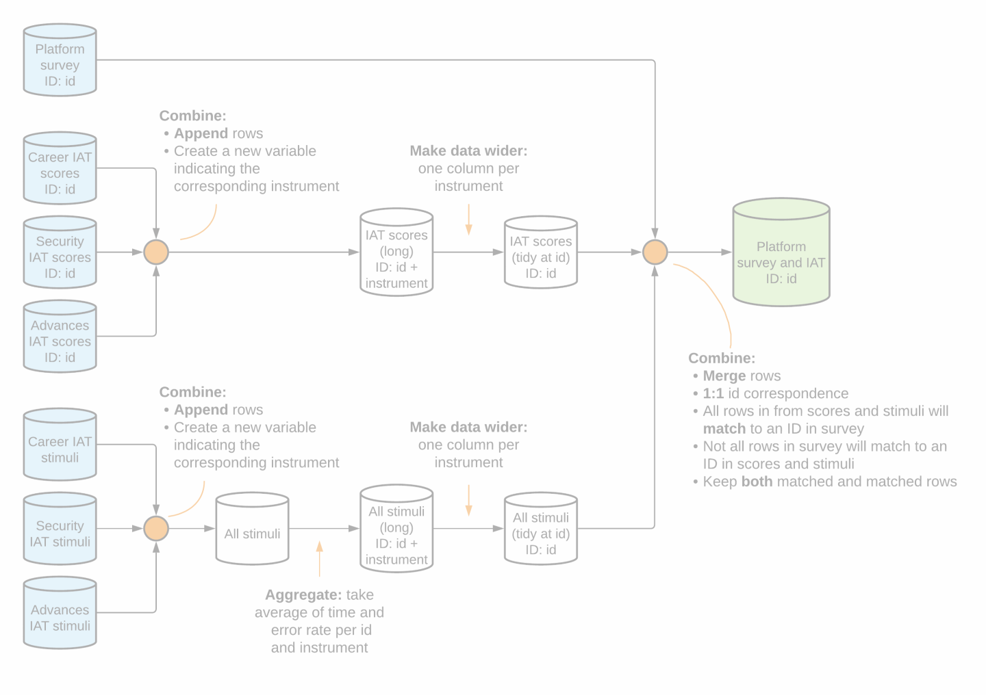 Platform
survey
ID: id
Combine:
• Append rows
• Create a new variable
indicating the
corresponding instrument
Career IAT
scores
ID: id
Make data wider:
one column per
instrument
Security
IAT scores
ID: id
IAT scores
(long)
ID: id +
instrument
IAT scores
(tidy at id)
ID: id
Platform
survey and IAT
ID: id
Advances
IAT scores
ID: id
Combine:
• Merge rows
• 1:1 id correspondence
• All rows in from scores and stimuli will
match to an ID in survey
• Not all rows in survey will match to an
ID in scores and stimuli
• Keep both matched and matched rows
Combine:
• Append rows
• Create a new variable
indicating the
corresponding instrument
Career IAT
stimuli
Make data wider:
one column per
instrument
Security
IAT stimuli
All stimuli
All stimuli
(long)
ID: id +
instrument
All stimuli
(tidy at id)
ID: id
Advances
IAT stimuli
Aggregate: take
average of time and
error rate per id
and instrument